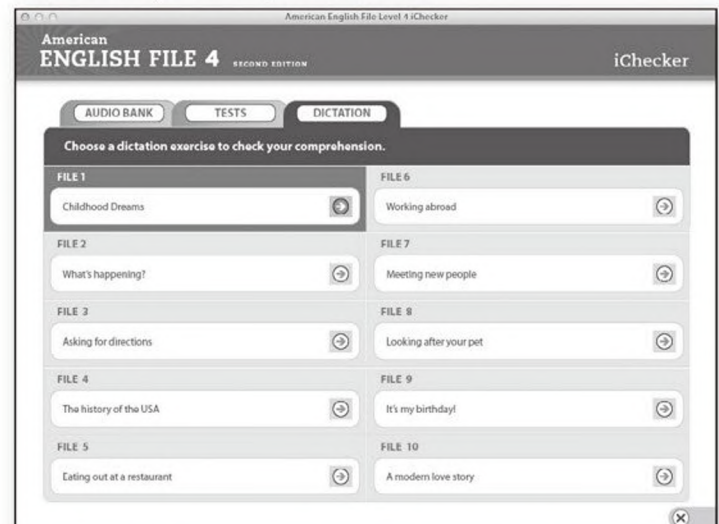 American English File Level 4 iChecker
American
ENGLISH FILE 4 SECOND EDITION
iChecker
AUDIO BANK
TESTS
DICTATION
Choose a dictation exercise to check your comprehension.
FILE 1
Childhood Dreams
FILE 2
What's happening?
FILE 3
Asking for directions
FILE 4
The history of the USA
FILE 5
Eating out at a restaurant
FILE 6
Working abroad
FILE 7
Meeting new people
FILE 8
Looking after your pet
FILE 9
It's my birthday!
FILE 10
A modern love story